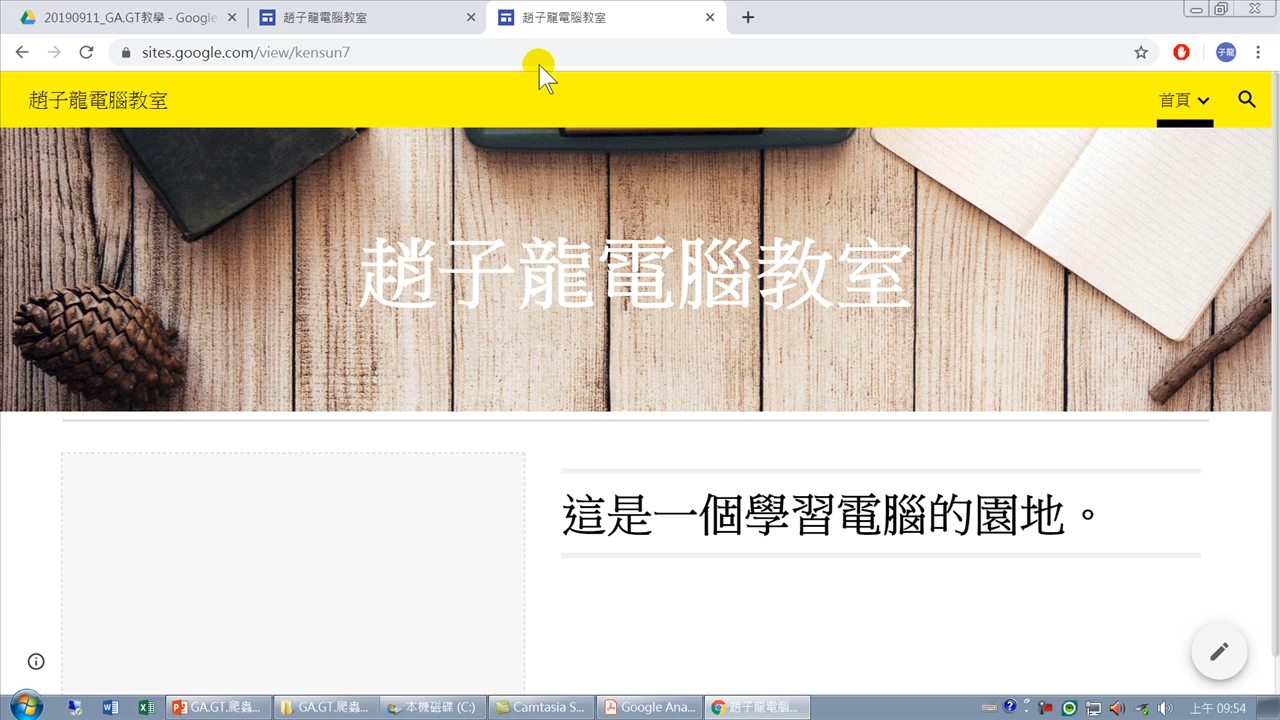 20190911_GA.GT教學 - Google
趙子龍電腦教室
趙子龍電腦教室
sites.google.com/view/kensun7
子龍
趙子龍電腦教室
首頁
趙子龍電腦教室
這是一個學習電腦的園地。
GA.GT.爬蟲...
GA.GT.爬蟲...
本機磁碟 (C:)
Camtasia S...
Google Ana...
趙子龍電腦...
上午 09:54